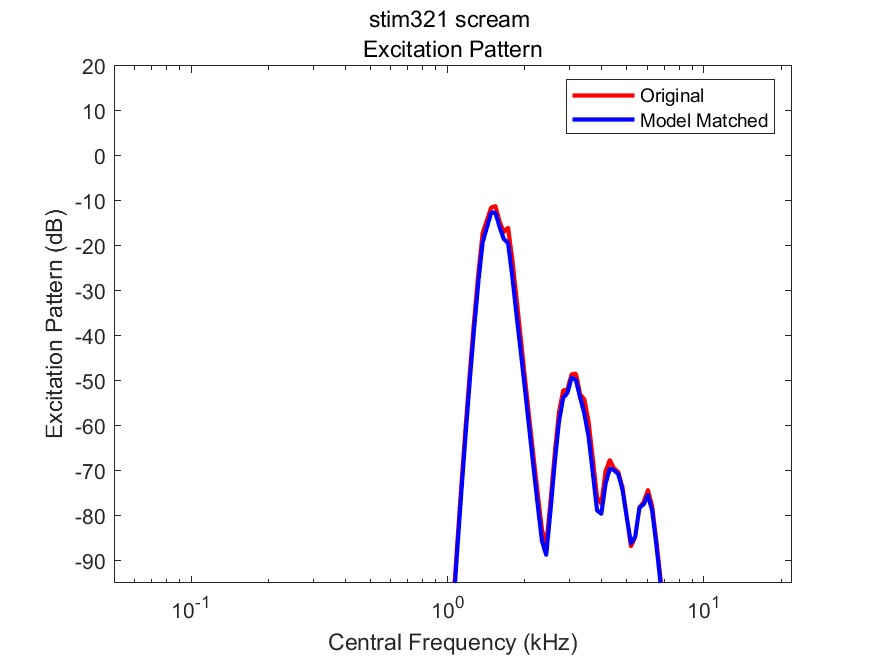 stim321 scream
Excitation Pattern
20
10
0
-10
-20
-30
-40
-50
-60
-70
-80
-90
Excitation Pattern (dB)
Original
Model Matched
10^-1 10^0 10^1
Central Frequency (kHz)